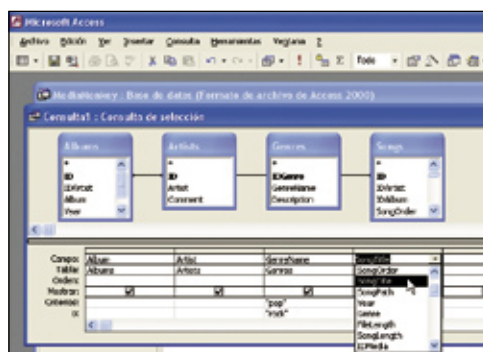 Microsoft Access
Archivo Edición Ver Insertar Consulta Herramientas Ventana ?
Todo
MediaMonkey : Base de datos (Formato de archivo de Access 2000)
Consulta1 : Consulta de selección
Albums Artists Genres Songs
* * * *
ID ID IDGenre ID
IDArtist Artist GenreName IDArtist
Album Comment Description IDAlbum
Year SongOrder
Campo: Album Artist GenreName SongTitle
Tabla: Albums Artists Genres SongOrder
Orden: SongTitle
Mostrar: SongPath
Criterios: "pop" Year
O: "rock" Genre
FileLength
SongLength
IDMedia